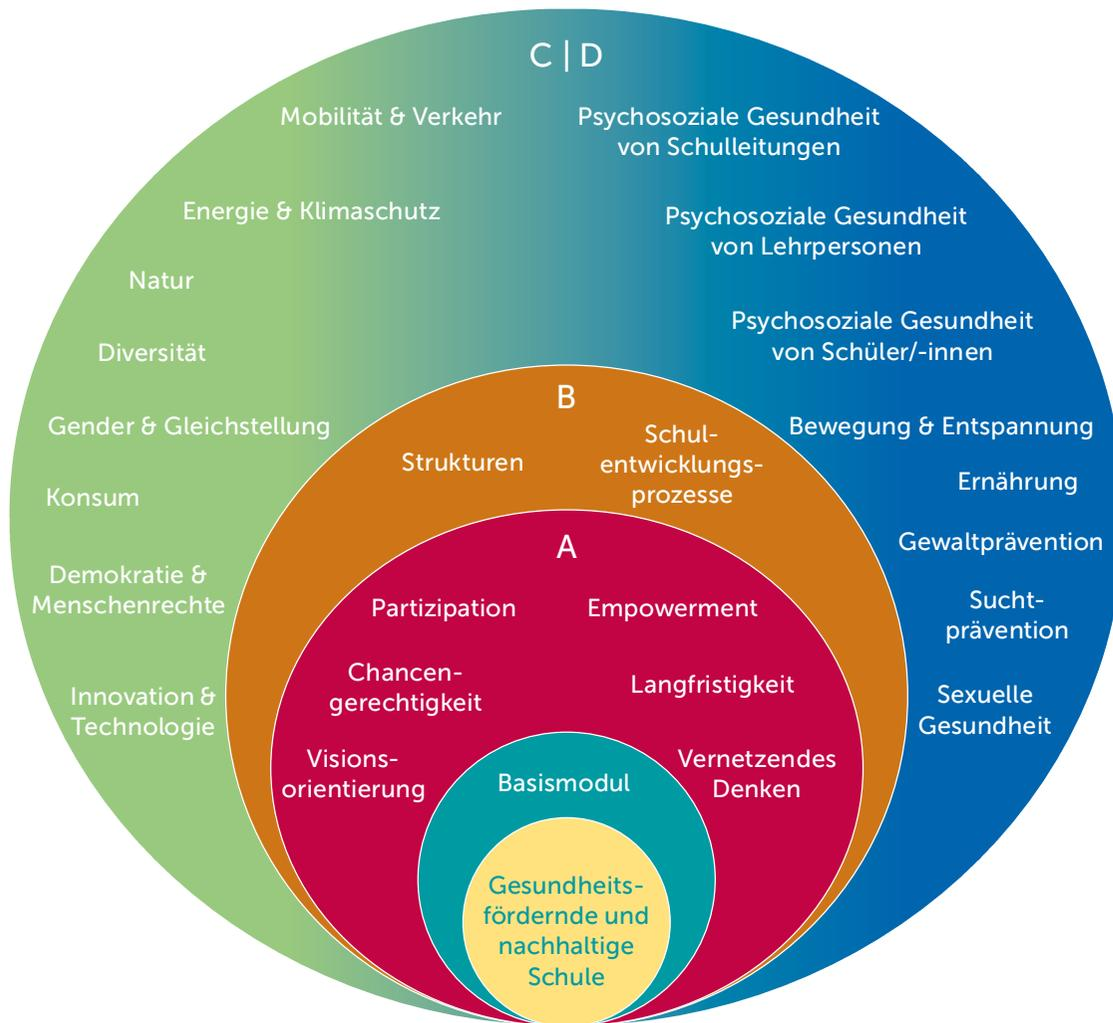 C | D
Mobilität & Verkehr
Energie & Klimaschutz
Natur
Diversität
Gender & Gleichstellung
Konsum
Demokratie &
Menschenrechte
Innovation &
Technologie
Psychosoziale Gesundheit
von Schulleitungen
Psychosoziale Gesundheit
von Lehrpersonen
Psychosoziale Gesundheit
von Schüler/-innen
Bewegung & Entspannung
Ernährung
Gewaltprävention
Sucht-
prävention
Sexuelle
Gesundheit
B
Strukturen
Schul-
entwicklungs-
prozesse
A
Partizipation
Empowerment
Chancen-
gerechtigkeit
Langfristigkeit
Visions-
orientierung
Vernetzendes
Denken
Basismodul
Gesundheits-
fördernde und
nachhaltige
Schule